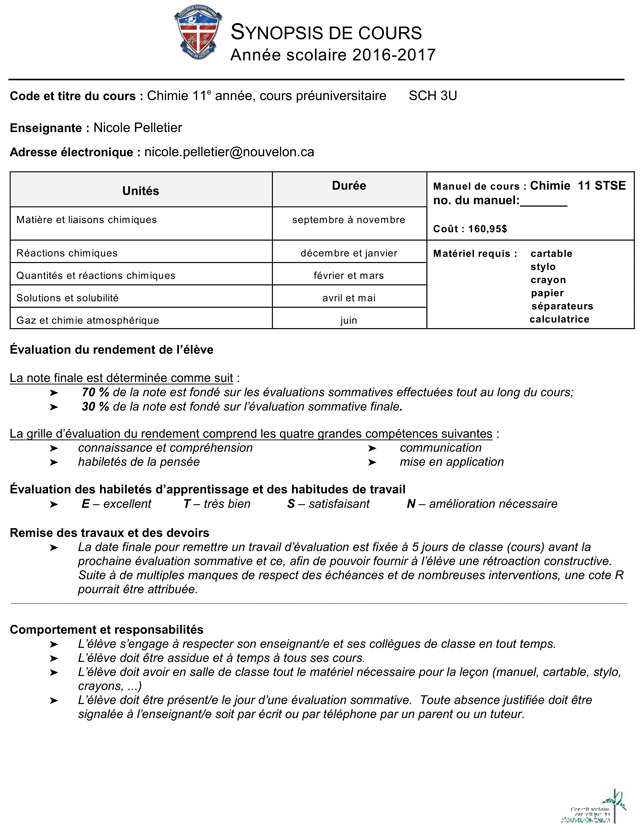 SYNOPSIS DE COURS
Année scolaire 2016-2017
Code et titre du cours : Chimie 11e année, cours préuniversitaire SCH 3U
Enseignante : Nicole Pelletier
Adresse électronique : nicole.pelletier@nouvelon.ca
Unités Durée
Manuel de cours : Chimie 11 STSE
no. du manuel:_______
Coût : 160,95$
Matière et liaisons chimiques septembre à novembre
Réactions chimiques décembre et janvier
Quantités et réactions chimiques février et mars
Solutions et solubilité avril et mai
Gaz et chimie atmosphérique juin
Matériel requis : cartable
stylo
crayon
papier
séparateurs
calculatrice
Évaluation du rendement de l’élève
La note finale est déterminée comme suit :
➤ 70 % de la note est fondé sur les évaluations sommatives effectuées tout au long du cours;
➤ 30 % de la note est fondé sur l’évaluation sommative finale.
La grille d’évaluation du rendement comprend les quatre grandes compétences suivantes :
➤ connaissance et compréhension ➤ communication
➤ habiletés de la pensée ➤ mise en application
Évaluation des habiletés d’apprentissage et des habitudes de travail
➤ E – excellent T – très bien S – satisfaisant N – amélioration nécessaire
Remise des travaux et des devoirs
➤ La date finale pour remettre un travail d’évaluation est fixée à 5 jours de classe (cours) avant la
prochaine évaluation sommative et ce, afin de pouvoir fournir à l’élève une rétroaction constructive.
Suite à de multiples manques de respect des échéances et de nombreuses interventions, une cote R
pourrait être attribuée.
Comportement et responsabilités
➤ L’élève s’engage à respecter son enseignant/e et ses collègues de classe en tout temps.
➤ L’élève doit être assidue et à temps à tous ses cours.
➤ L’élève doit avoir en salle de classe tout le matériel nécessaire pour la leçon (manuel, cartable, stylo,
crayons, ...)
➤ L’élève doit être présent/e le jour d’une évaluation sommative. Toute absence justifiée doit être
signalée à l’enseignant/e soit par écrit ou par téléphone par un parent ou un tuteur.
Conseil scolaire